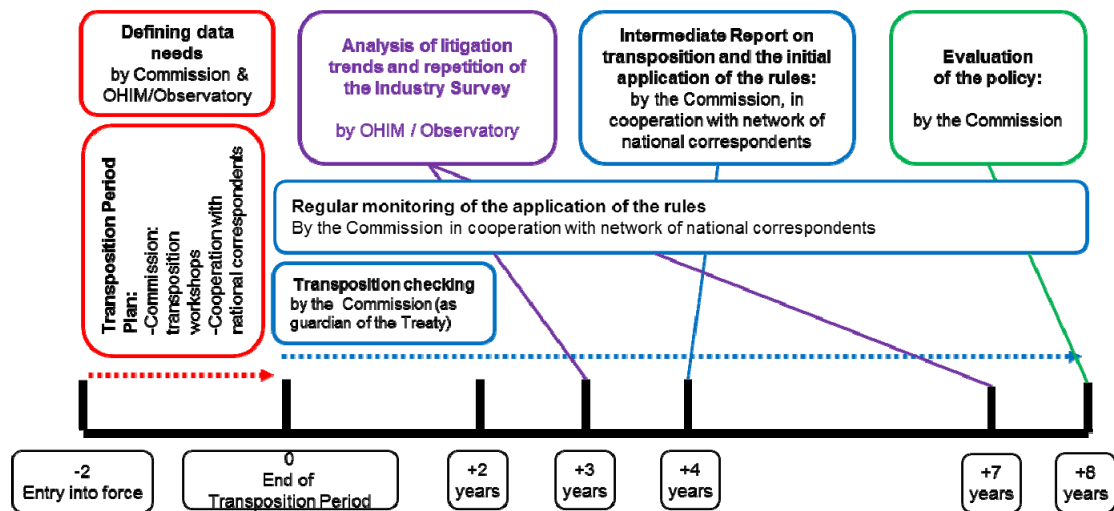 Defining data
needs
by Commission &
OHIM/Observatory
Analysis of litigation
trends and repetition of
the Industry Survey
by OHIM / Observatory
Intermediate Report on
transposition and the initial
application of the rules:
by the Commission, in
cooperation with network of
national correspondents
Evaluation
of the policy:
by the Commission
Transposition Period
Plan:
-Commission:
transposition
workshops
-Cooperation with
national correspondents
Regular monitoring of the application of the rules
By the Commission in cooperation with network of national correspondents
Transposition checking
by the Commission (as
guardian of the Treaty)
-2
Entry into force
0
End of
Transposition Period
+2
years
+3
years
+4
years
+7
years
+8
years